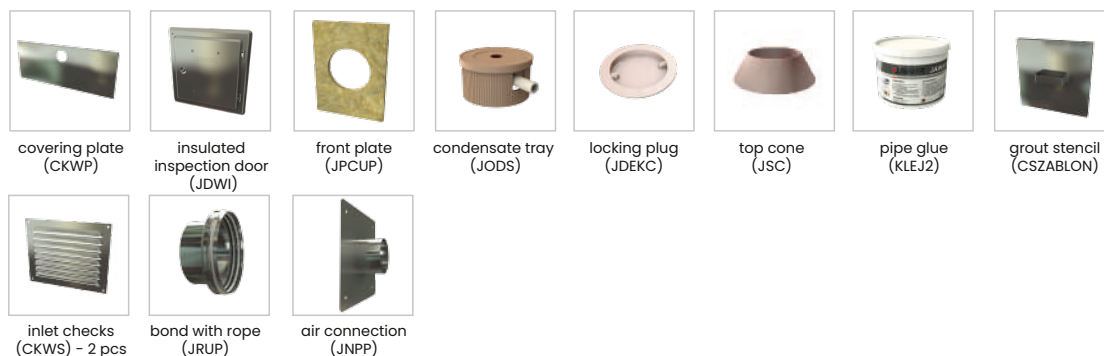 covering plate
(CKWP)
insulated
inspection door
(JDWI)
front plate
(JPCUP)
condensate tray
(JODS)
locking plug
(JDEKC)
top cone
(JSC)
pipe glue
(KLEJ2)
grout stencil
(CSZABLON)
inlet checks
(CKWS) - 2 pcs
bond with rope
(JRUP)
air connection
(JNPP)